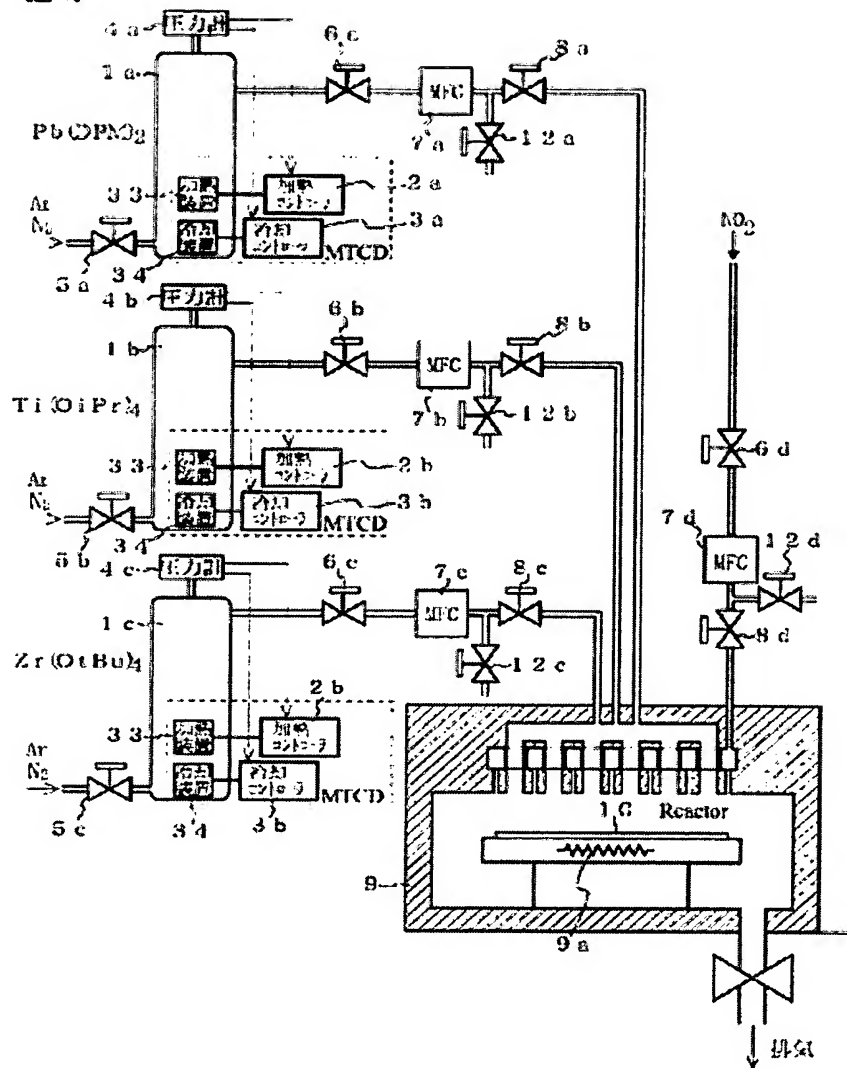 4a
圧力計
6a
8a
1a
MFC
Pb(DPM)2
7a
12a
33
加熱
装置
加熱
コントローラ
2a
Ar
N2
冷却
装置
冷却
コントローラ
3a
MTCD
34
5a
NO2
4b
圧力計
6b
8b
1b
MFC
Ti(OiPr)4
7b
12b
33
加熱
装置
加熱
コントローラ
2b
6d
Ar
N2
冷却
装置
冷却
コントローラ
3b
MTCD
34
5b
7d
12d
MFC
4c
圧力計
6c
7c
8c
8d
1c
MFC
Zr(OtBu)4
12c
2b
33
加熱
装置
加熱
コントローラ
Ar
N2
冷却
装置
冷却
コントローラ
MTCD
5c
34
3b
10
Reactor
9
9a
排気